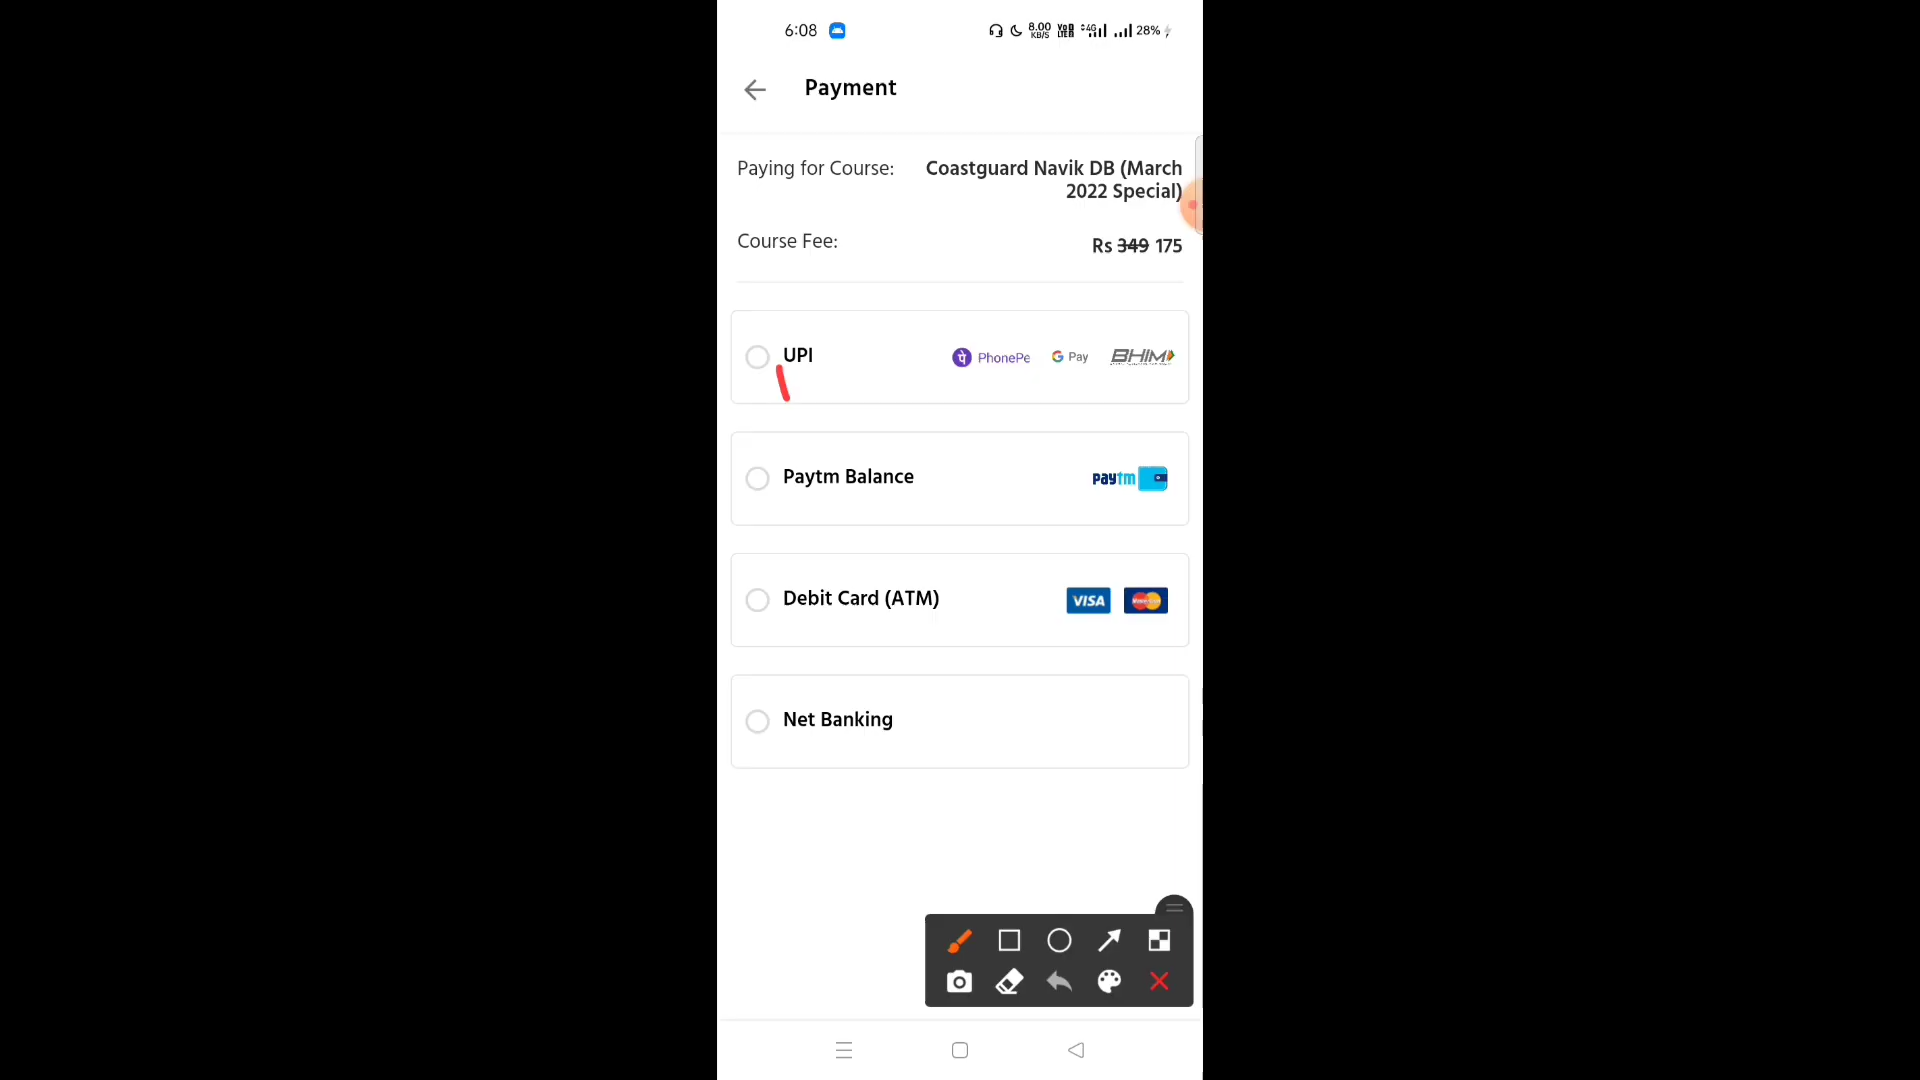 6:08 8.00 KB/S 4G 28%
Payment
Paying for Course: Coastguard Navik DB (March
2022 Special)
Course Fee: Rs 349 175
UPI PhonePe G Pay BHIM
Paytm Balance paytm
Debit Card (ATM) VISA
Net Banking